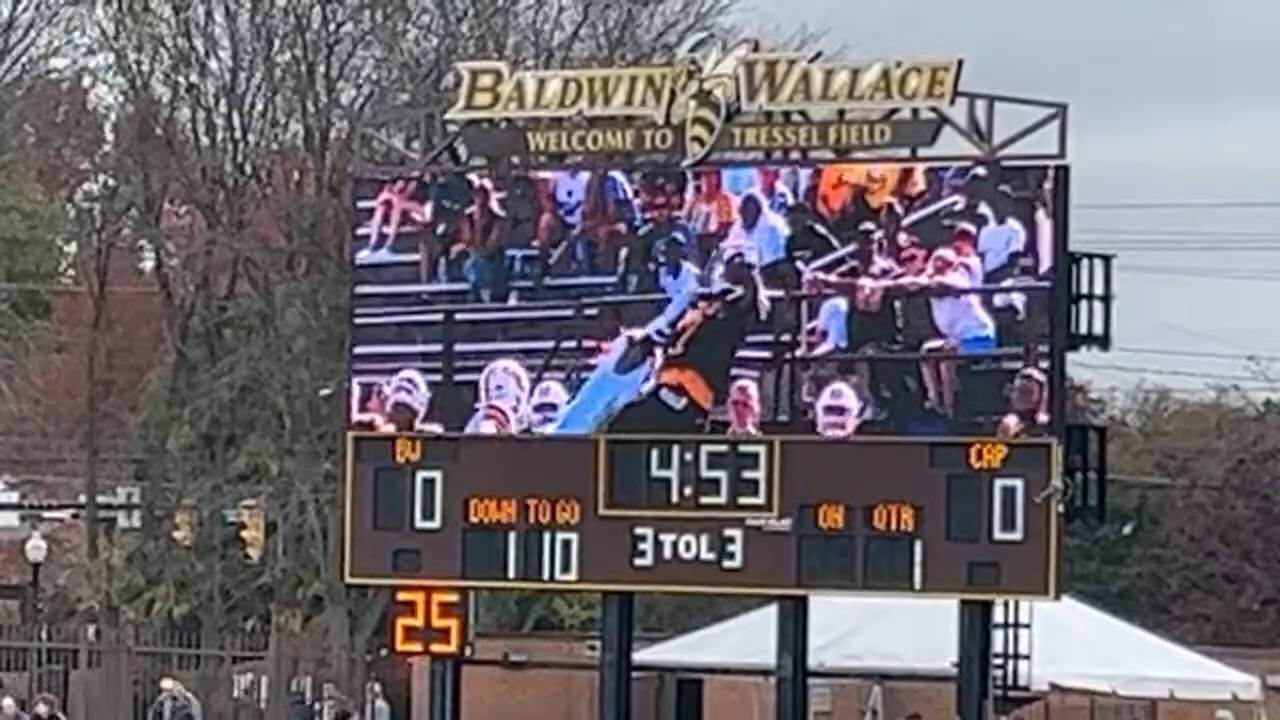 BALDWIN WALLACE
WELCOME TO TRESSEL FIELD
BW 4:53 CAP
0 0
DOWN TO GO ON QTR
1 10 3 TOL 3 1
25